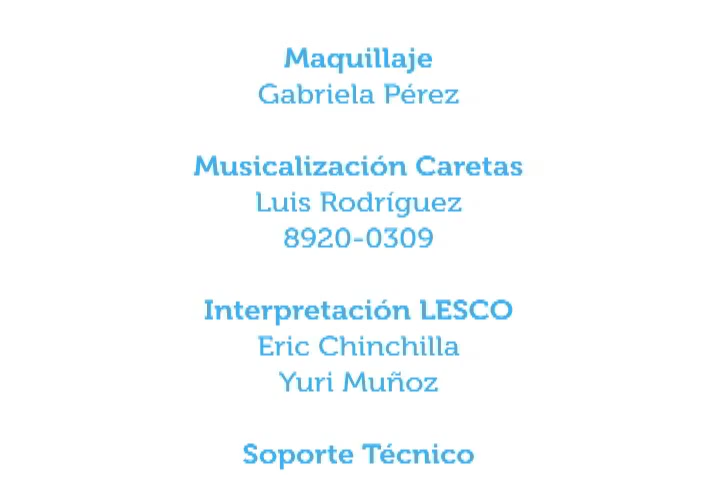 Maquillaje
Gabriela Pérez
Musicalización Caretas
Luis Rodríguez
8920-0309
Interpretación LESCO
Eric Chinchilla
Yuri Muñoz
Soporte Técnico